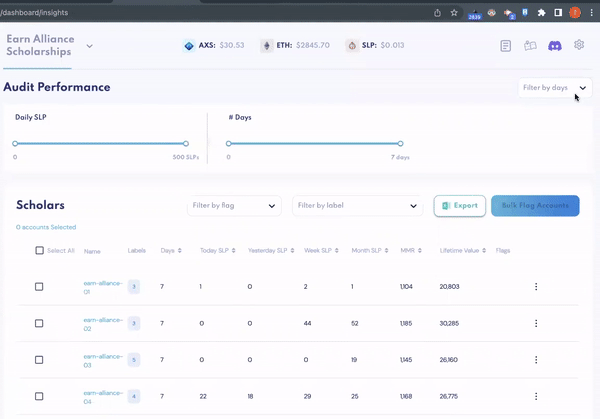 /dashboard/insights
Earn Alliance
Scholarships
AXS: $30.53
ETH: $2845.70
SLP: $0.013
Audit Performance
Filter by days
Daily SLP
0
500 SLPs
# Days
0
7 days
Scholars
Filter by flag
Filter by label
Export
Bulk Flag Accounts
0 accounts Selected
Select All Name Labels Days Today SLP Yesterday SLP Week SLP Month SLP MMR Lifetime Value Flags
earn-alliance-
01
3 7 1 0 2 1 1,104 20,803
earn-alliance-
02
3 7 0 0 44 52 1,185 30,285
earn-alliance-
03
5 7 0 0 0 19 1,145 26,160
earn-alliance-
04
4 7 22 18 29 25 1,168 26,775